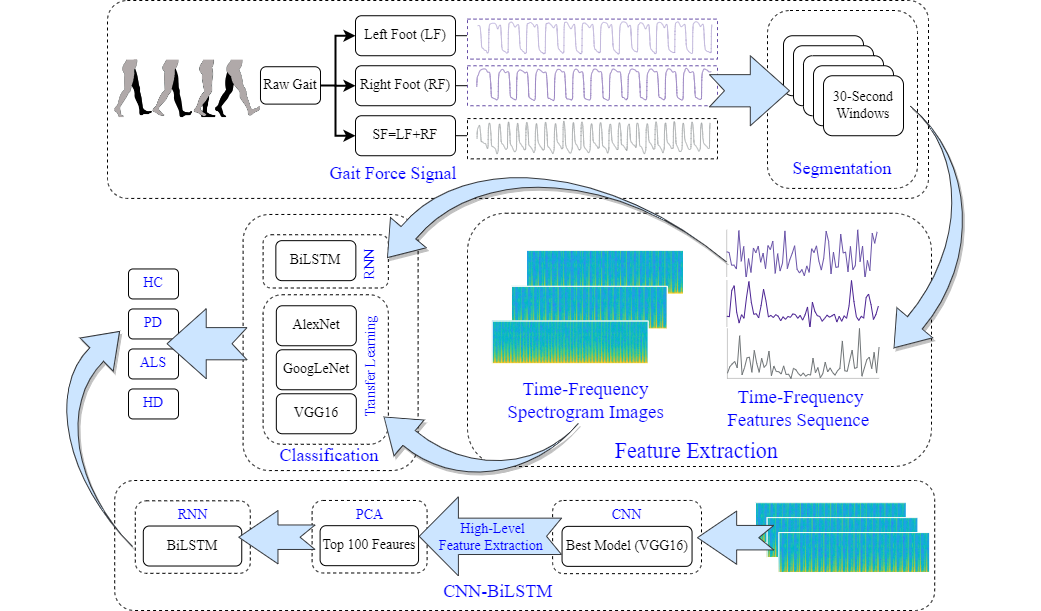 Left Foot (LF)
Raw Gait
Right Foot (RF)
SF=LF+RF
Gait Force Signal
30-Second
Windows
Segmentation
BiLSTM
RNN
AlexNet
GoogLeNet
VGG16
Transfer Learning
Classification
HC
PD
ALS
HD
Time-Frequency
Spectrogram Images
Time-Frequency
Features Sequence
Feature Extraction
RNN
BiLSTM
PCA
Top 100 Feaures
High-Level
Feature Extraction
CNN
Best Model (VGG16)
CNN-BiLSTM